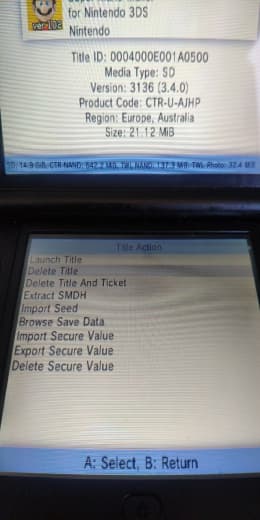 for Nintendo 3DS
Nintendo
ver.1.0.2
Title ID: 0004000E001A0500
Media Type: SD
Version: 3136 (3.4.0)
Product Code: CTR-U-AJHP
Region: Europe, Australia
Size: 21.12 MiB
SD: 14.9 GiB, CTR NAND: 642.2 MiB, TWL NAND: 137.3 MiB, TWL Photo: 32.4 MiB
Title Action
Launch Title
Delete Title
Delete Title And Ticket
Extract SMDH
Import Seed
Browse Save Data
Import Secure Value
Export Secure Value
Delete Secure Value
A: Select, B: Return